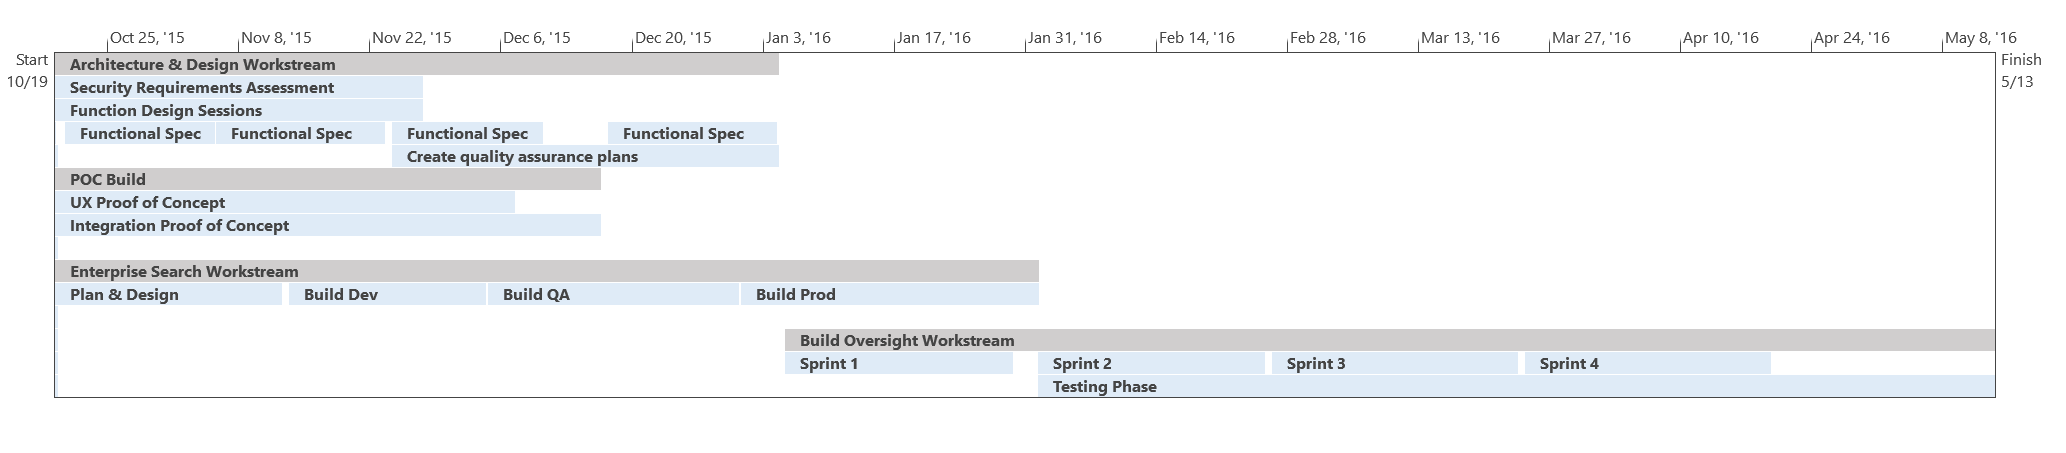 Oct 25, '15 Nov 8, '15 Nov 22, '15 Dec 6, '15 Dec 20, '15 Jan 3, '16 Jan 17, '16 Jan 31, '16 Feb 14, '16 Feb 28, '16 Mar 13, '16 Mar 27, '16 Apr 10, '16 Apr 24, '16 May 8, '16
Start
10/19
Finish
5/13
Architecture & Design Workstream
Security Requirements Assessment
Function Design Sessions
Functional Spec Functional Spec Functional Spec Functional Spec
Create quality assurance plans
POC Build
UX Proof of Concept
Integration Proof of Concept
Enterprise Search Workstream
Plan & Design Build Dev Build QA Build Prod
Build Oversight Workstream
Sprint 1 Sprint 2 Sprint 3 Sprint 4
Testing Phase